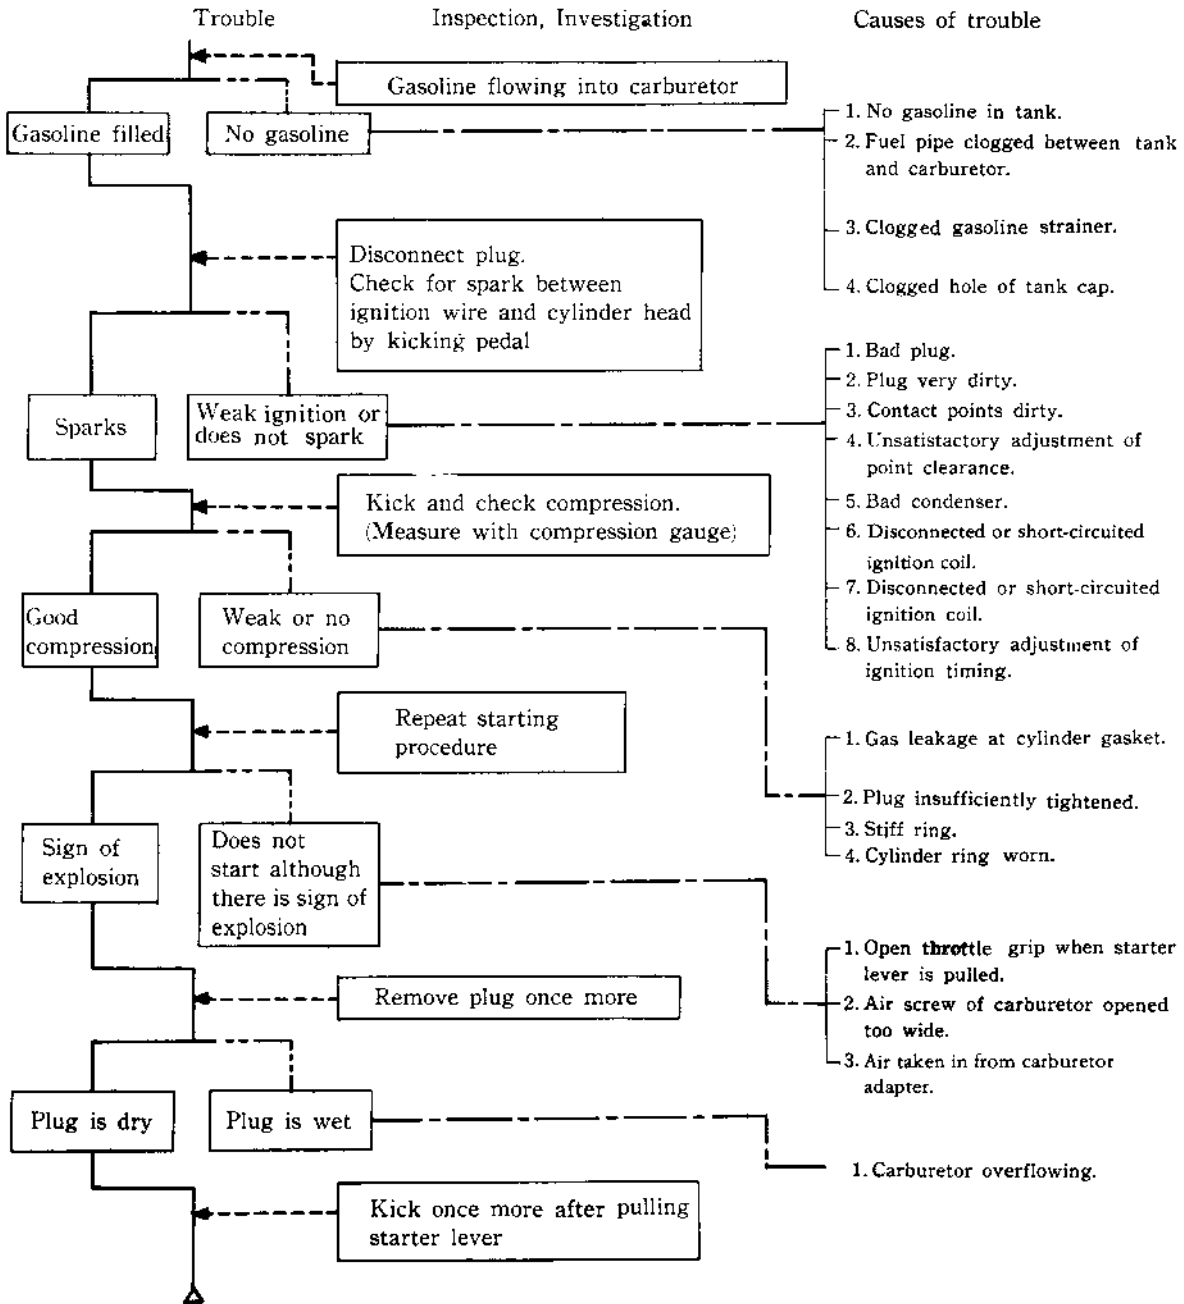 Trouble
Inspection, Investigation
Causes of trouble
Gasoline flowing into carburetor
Gasoline filled
No gasoline
1. No gasoline in tank.
2. Fuel pipe clogged between tank
and carburetor.
3. Clogged gasoline strainer.
4. Clogged hole of tank cap.
Disconnect plug.
Check for spark between
ignition wire and cylinder head
by kicking pedal
Sparks
Weak ignition or
does not spark
1. Bad plug.
2. Plug very dirty.
3. Contact points dirty.
4. Unsatistactory adjustment of
point clearance.
5. Bad condenser.
6. Disconnected or short-circuited
ignition coil.
7. Disconnected or short-circuited
ignition coil.
8. Unsatisfactory adjustment of
ignition timing.
Kick and check compression.
(Measure with compression gauge)
Good
compression
Weak or no
compression
1. Gas leakage at cylinder gasket.
2. Plug insufficiently tightened.
3. Stiff ring.
4. Cylinder ring worn.
Repeat starting
procedure
Sign of
explosion
Does not
start although
there is sign of
explosion
1. Open throttle grip when starter
lever is pulled.
2. Air screw of carburetor opened
too wide.
3. Air taken in from carburetor
adapter.
Remove plug once more
Plug is dry
Plug is wet
1. Carburetor overflowing.
Kick once more after pulling
starter lever